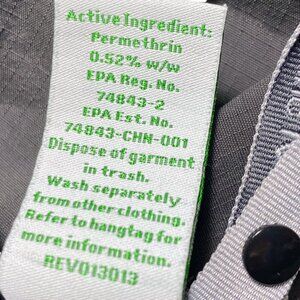 Active Ingredient:
Permethrin
0.52% w/w
EPA Reg. No.
74843-2
EPA Est. No.
74843-CHN-001
Dispose of garment
in trash.
Wash separately
from other clothing.
Refer to hangtag for
more information.
REV013013